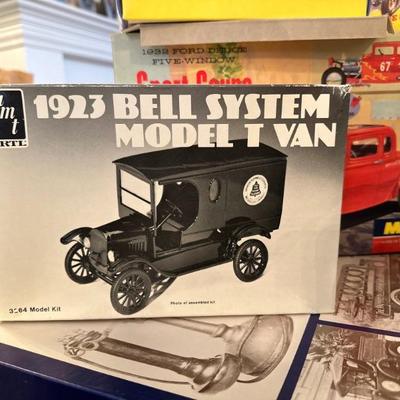 1932 FORD DEUCE
FIVE-WINDOW
Sport Coupe
67
amt
ERTL
1923 BELL SYSTEM
MODEL T VAN
Photo of assembled kit
3264 Model Kit
M